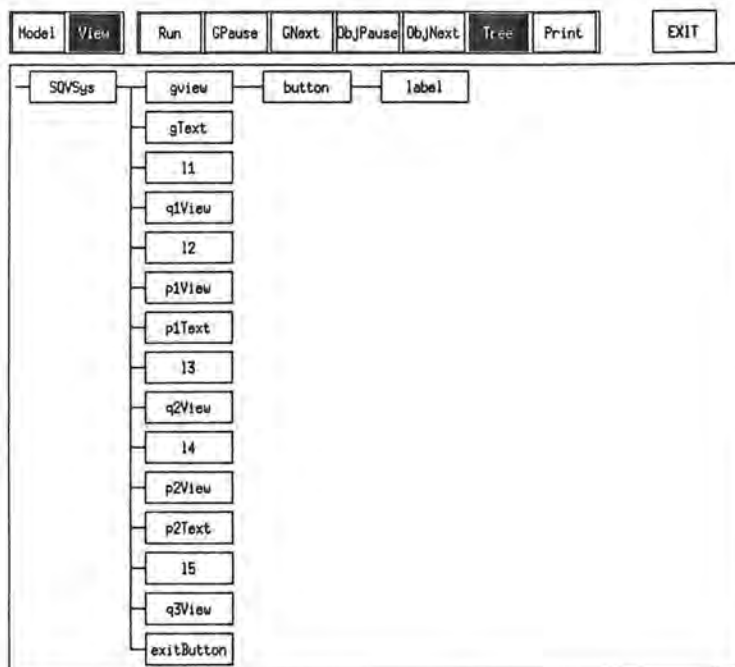 Model View Run GPause GNext ObjPause ObjNext Tree Print EXIT
SQVSys gview button label
gText
l1
q1View
l2
p1View
p1Text
l3
q2View
l4
p2View
p2Text
l5
q3View
exitButton